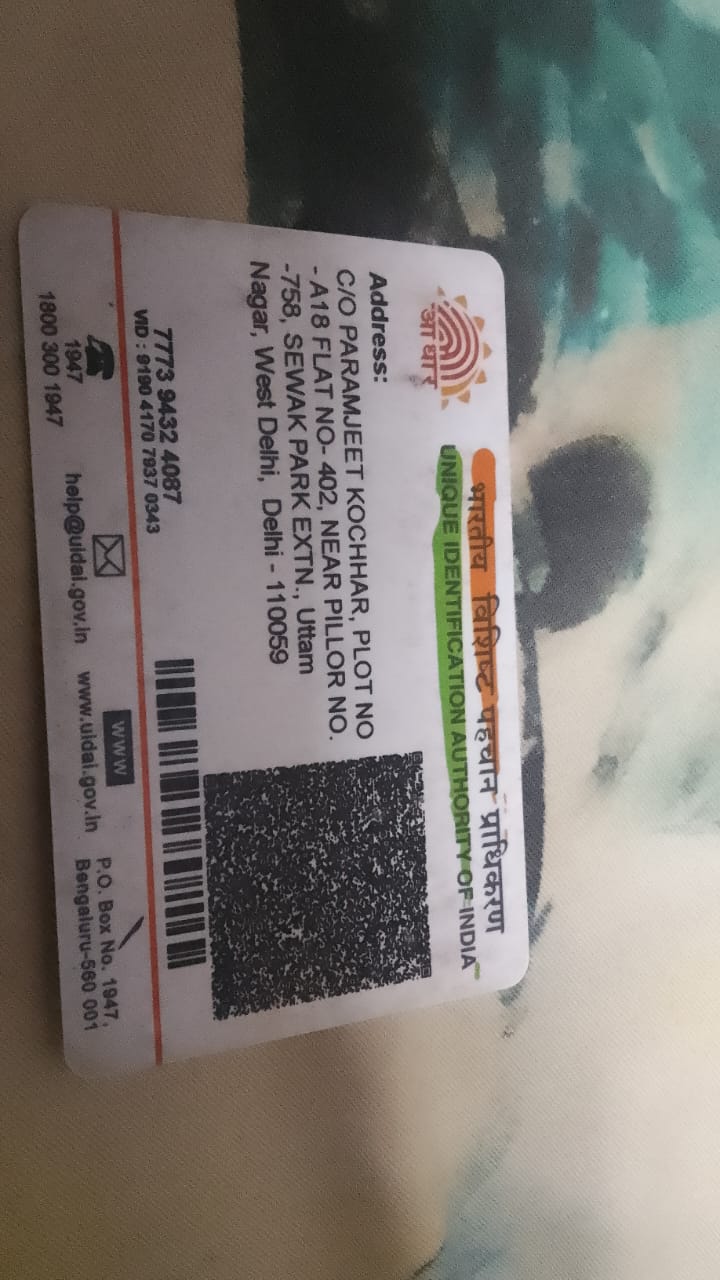 भारतीय विशिष्ट पहचान प्राधिकरण
UNIQUE IDENTIFICATION AUTHORITY OF INDIA
आधार
Address:
C/O PARAMJEET KOCHHAR, PLOT NO
- A18 FLAT NO- 402, NEAR PILLOR NO.
-758, SEWAK PARK EXTN., Uttam
Nagar, West Delhi, Delhi - 110059
7773 9432 4087
VID : 9190 4170 7937 0343
1947
1800 300 1947
help@uidai.gov.in
www
www.uidai.gov.in
P.O. Box No. 1947,
Bengaluru-560 001